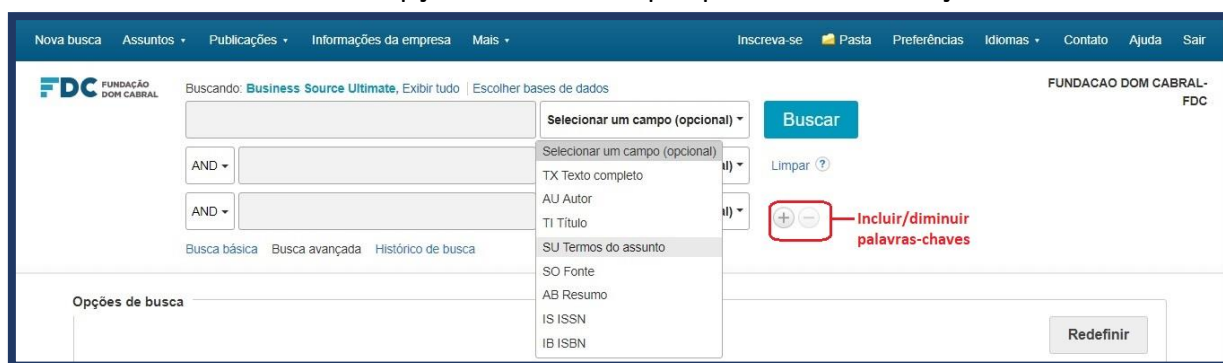 Nova busca Assuntos Publicações Informações da empresa Mais Inscreva-se Pasta Preferências Idiomas Contato Ajuda Sair
FDC FUNDAÇÃO DOM CABRAL
Buscando: Business Source Ultimate, Exibir tudo | Escolher bases de dados
FUNDACAO DOM CABRAL-
FDC
Selecionar um campo (opcional) Buscar
Selecionar um campo (opcional)
AND al) Limpar ?
TX Texto completo
AU Autor
AND al) + − Incluir/diminuir
palavras-chaves
TI Título
Busca básica Busca avançada Histórico de busca
SU Termos do assunto
SO Fonte
AB Resumo
IS ISSN
IB ISBN
Opções de busca
Redefinir